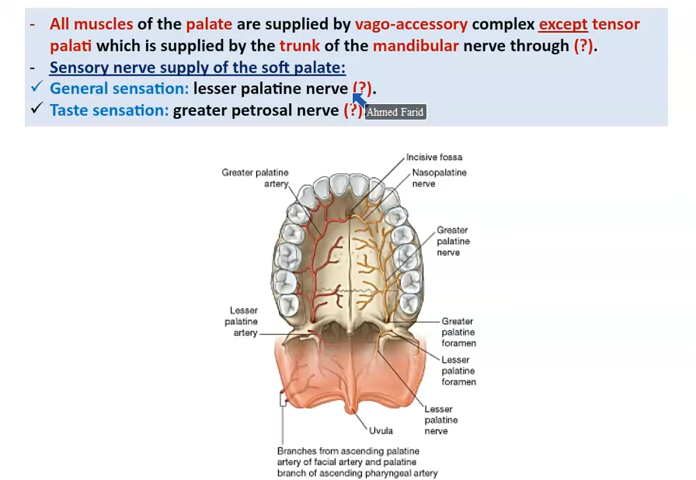 - All muscles of the palate are supplied by vago-accessory complex except tensor
palati which is supplied by the trunk of the mandibular nerve through (?).
- Sensory nerve supply of the soft palate:
✓ General sensation: lesser palatine nerve (?).
✓ Taste sensation: greater petrosal nerve (?)
Ahmed Farid
Incisive fossa
Greater palatine
artery
Nasopalatine
nerve
Greater
palatine
nerve
Lesser
palatine
artery
Greater
palatine
foramen
Lesser
palatine
foramen
Lesser
palatine
nerve
Uvula
Branches from ascending palatine
artery of facial artery and palatine
branch of ascending pharyngeal artery